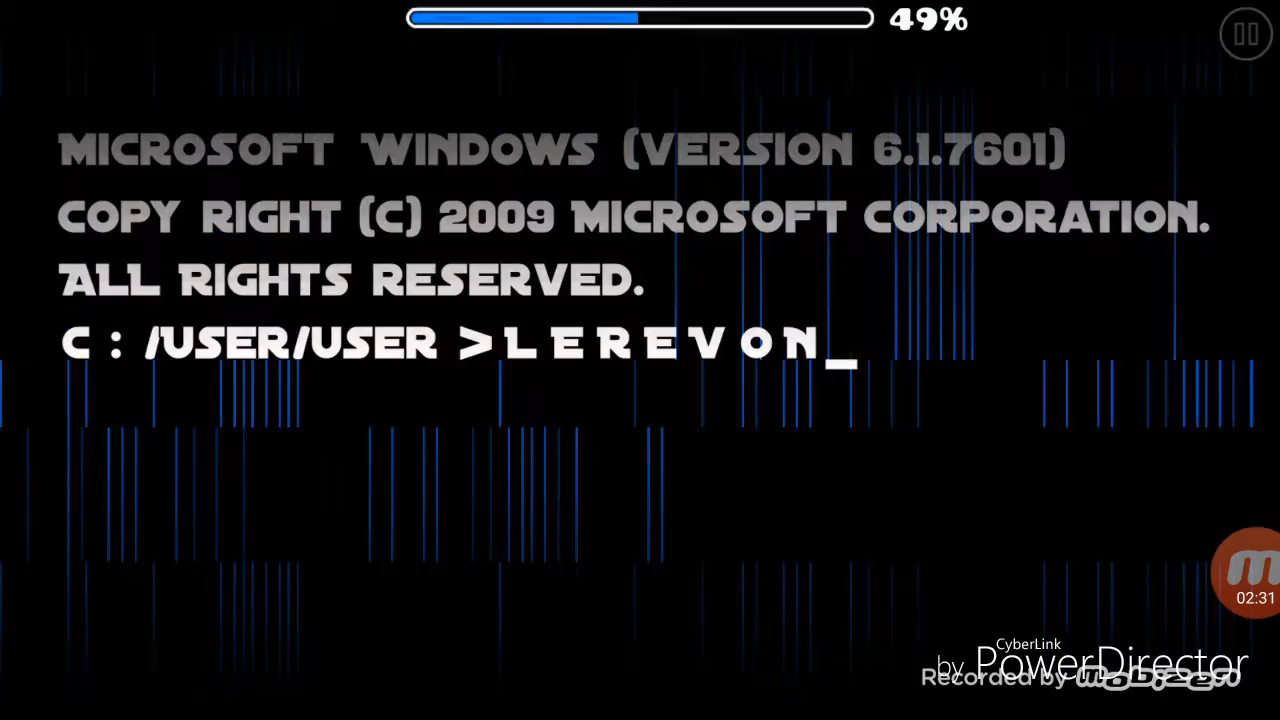 49%
MICROSOFT WINDOWS (VERSION 6.1.7601)
COPY RIGHT (C) 2009 MICROSOFT CORPORATION.
ALL RIGHTS RESERVED.
C : /USER/USER >L E R E V O N_
02:31
CyberLink
by PowerDirector
Recorded by mobizen